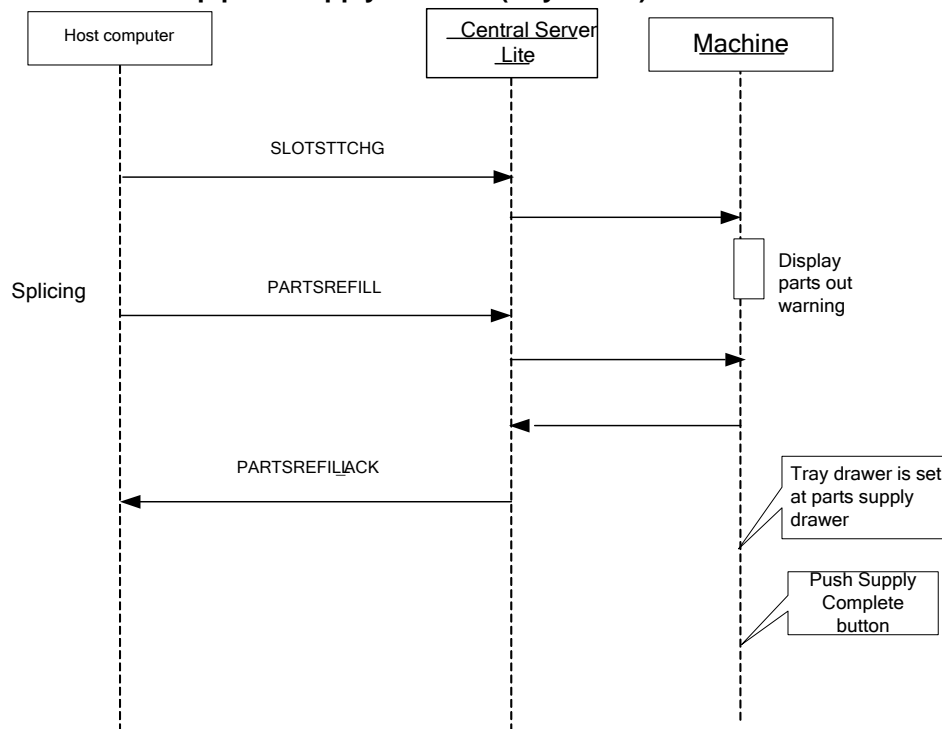 Host computer
Central Server
Lite
Machine
SLOTSTTCHG
Display
parts out
warning
Splicing
PARTSREFILL
PARTSREFILL_ACK
Tray drawer is set
at parts supply
drawer
Push Supply
Complete
button